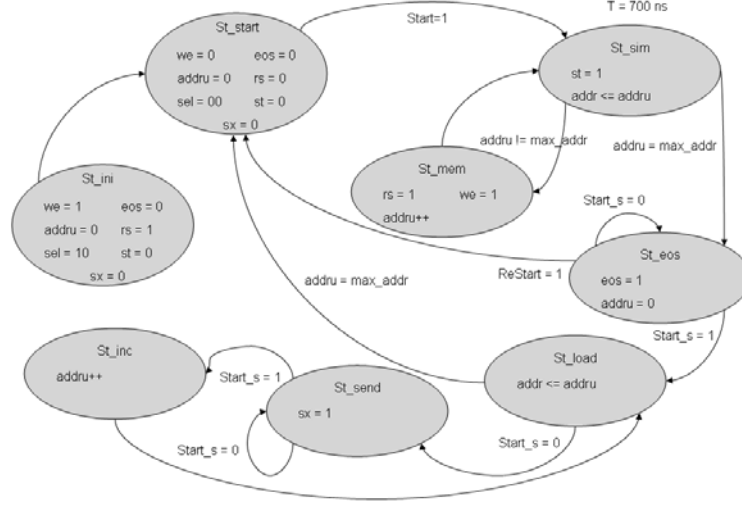 T = 700 ns
St_start
we = 0 eos = 0
addru = 0 rs = 0
sel = 00 st = 0
sx = 0
Start=1
St_sim
st = 1
addr <= addru
addru != max_addr
addru = max_addr
St_mem
rs = 1 we = 1
addru++
St_ini
we = 1 eos = 0
addru = 0 rs = 1
sel = 10 st = 0
sx = 0
Start_s = 0
St_eos
eos = 1
addru = 0
ReStart = 1
addru = max_addr
Start_s = 1
St_inc
addru++
St_load
addr <= addru
Start_s = 1
St_send
sx = 1
Start_s = 0
Start_s = 0